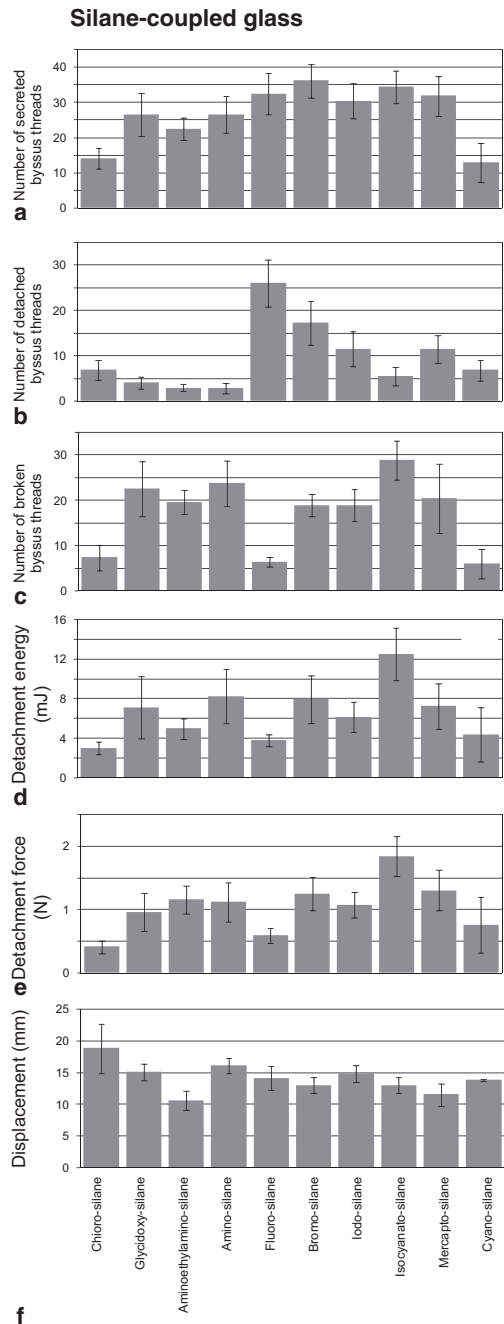 Silane-coupled glass
Number of secreted
byssus threads
40
30
20
10
0
a
Number of detached
byssus threads
30
20
10
0
b
Number of broken
byssus threads
30
20
10
0
c
Detachment energy
(mJ)
16
12
8
4
0
d
Detachment force
(N)
2
1
0
e
Displacement (mm)
25
20
15
10
5
0
Chioro-silane
Glycidoxy-silane
Aminoethylamino-silane
Amino-silane
Fluoro-silane
Bromo-silane
Iodo-silane
Isocyanato-silane
Mercapto-silane
Cyano-silane
f